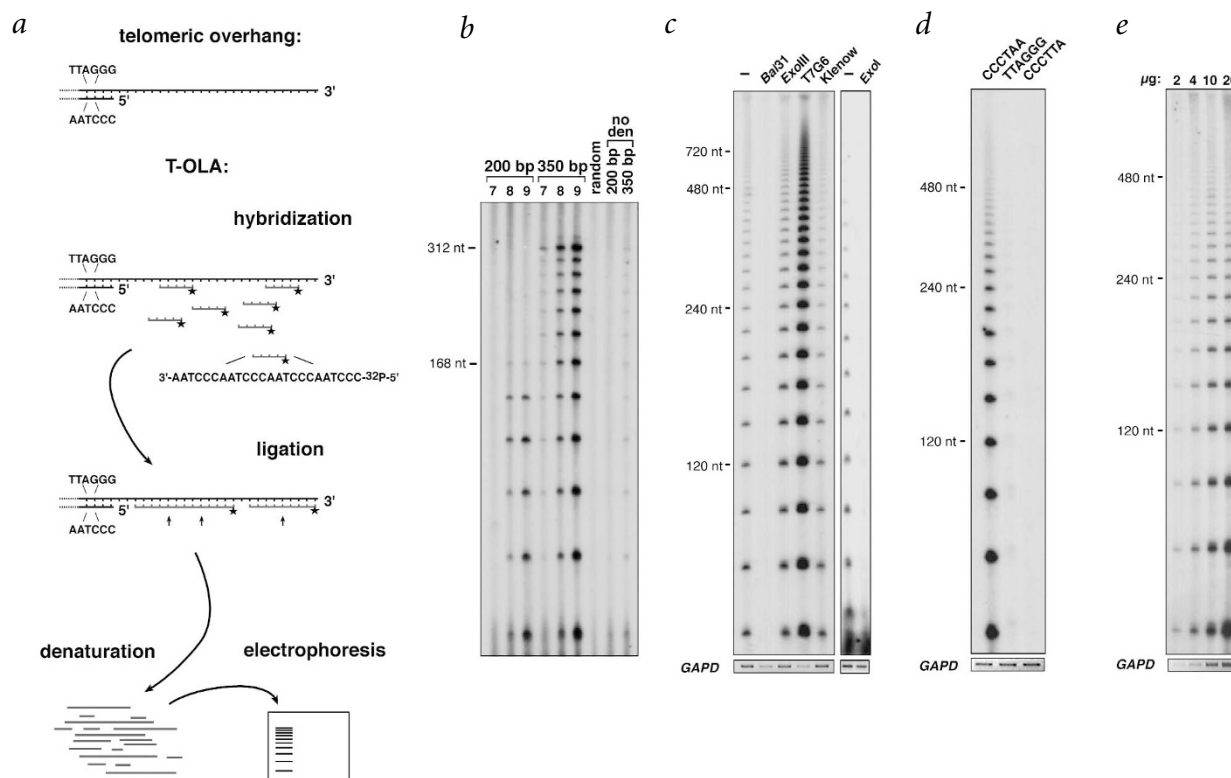 a
telomeric overhang:
TTAGGG
3'
5'
AATCCC
T-OLA:
hybridization
TTAGGG
3'
5'
AATCCC
3'-AATCCCAATCCCAATCCCAATCCC-32P-5'
ligation
TTAGGG
3'
5'
AATCCC
denaturation
electrophoresis
b
200 bp 350 bp random no den 200 bp 350 bp
7 8 9 7 8 9
312 nt
168 nt
c
– Bal31 ExoIII T7G6 Klenow – ExoI
720 nt
480 nt
240 nt
120 nt
GAPD
d
CCCTAA TTAGGG CCCTTA
480 nt
240 nt
120 nt
GAPD
e
µg: 2 4 10
480 nt
240 nt
120 nt
GAPD